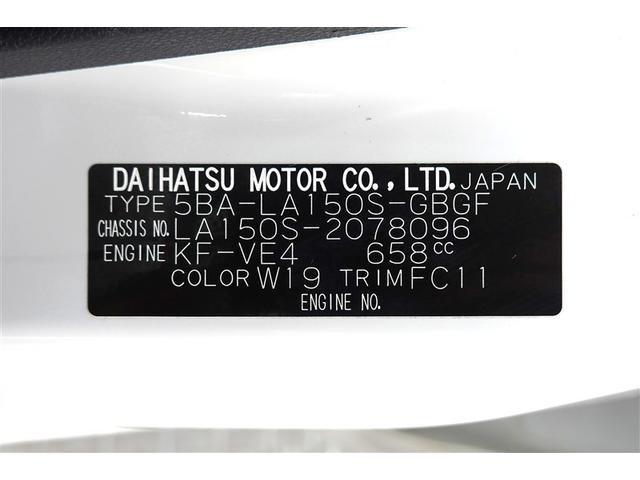 DAIHATSU MOTOR CO., LTD. JAPAN
TYPE 5BA-LA150S-GBGF
CHASSIS NO. LA150S-2078096
ENGINE KF-VE4 658cc
COLOR W19 TRIM FC11
ENGINE NO.